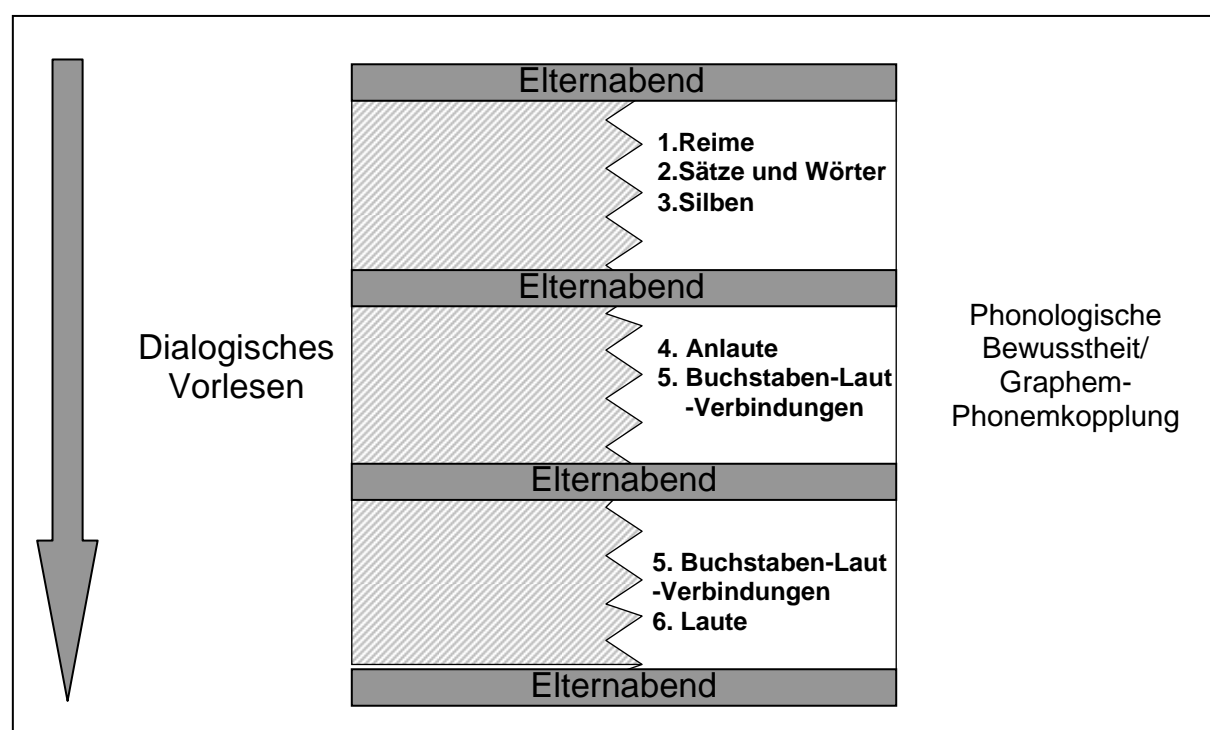 Elternabend
1.Reime
2.Sätze und Wörter
3.Silben
Elternabend
Dialogisches
Vorlesen
4. Anlaute
5. Buchstaben-Laut
-Verbindungen
Phonologische
Bewusstheit/
Graphem-
Phonemkopplung
Elternabend
5. Buchstaben-Laut
-Verbindungen
6. Laute
Elternabend